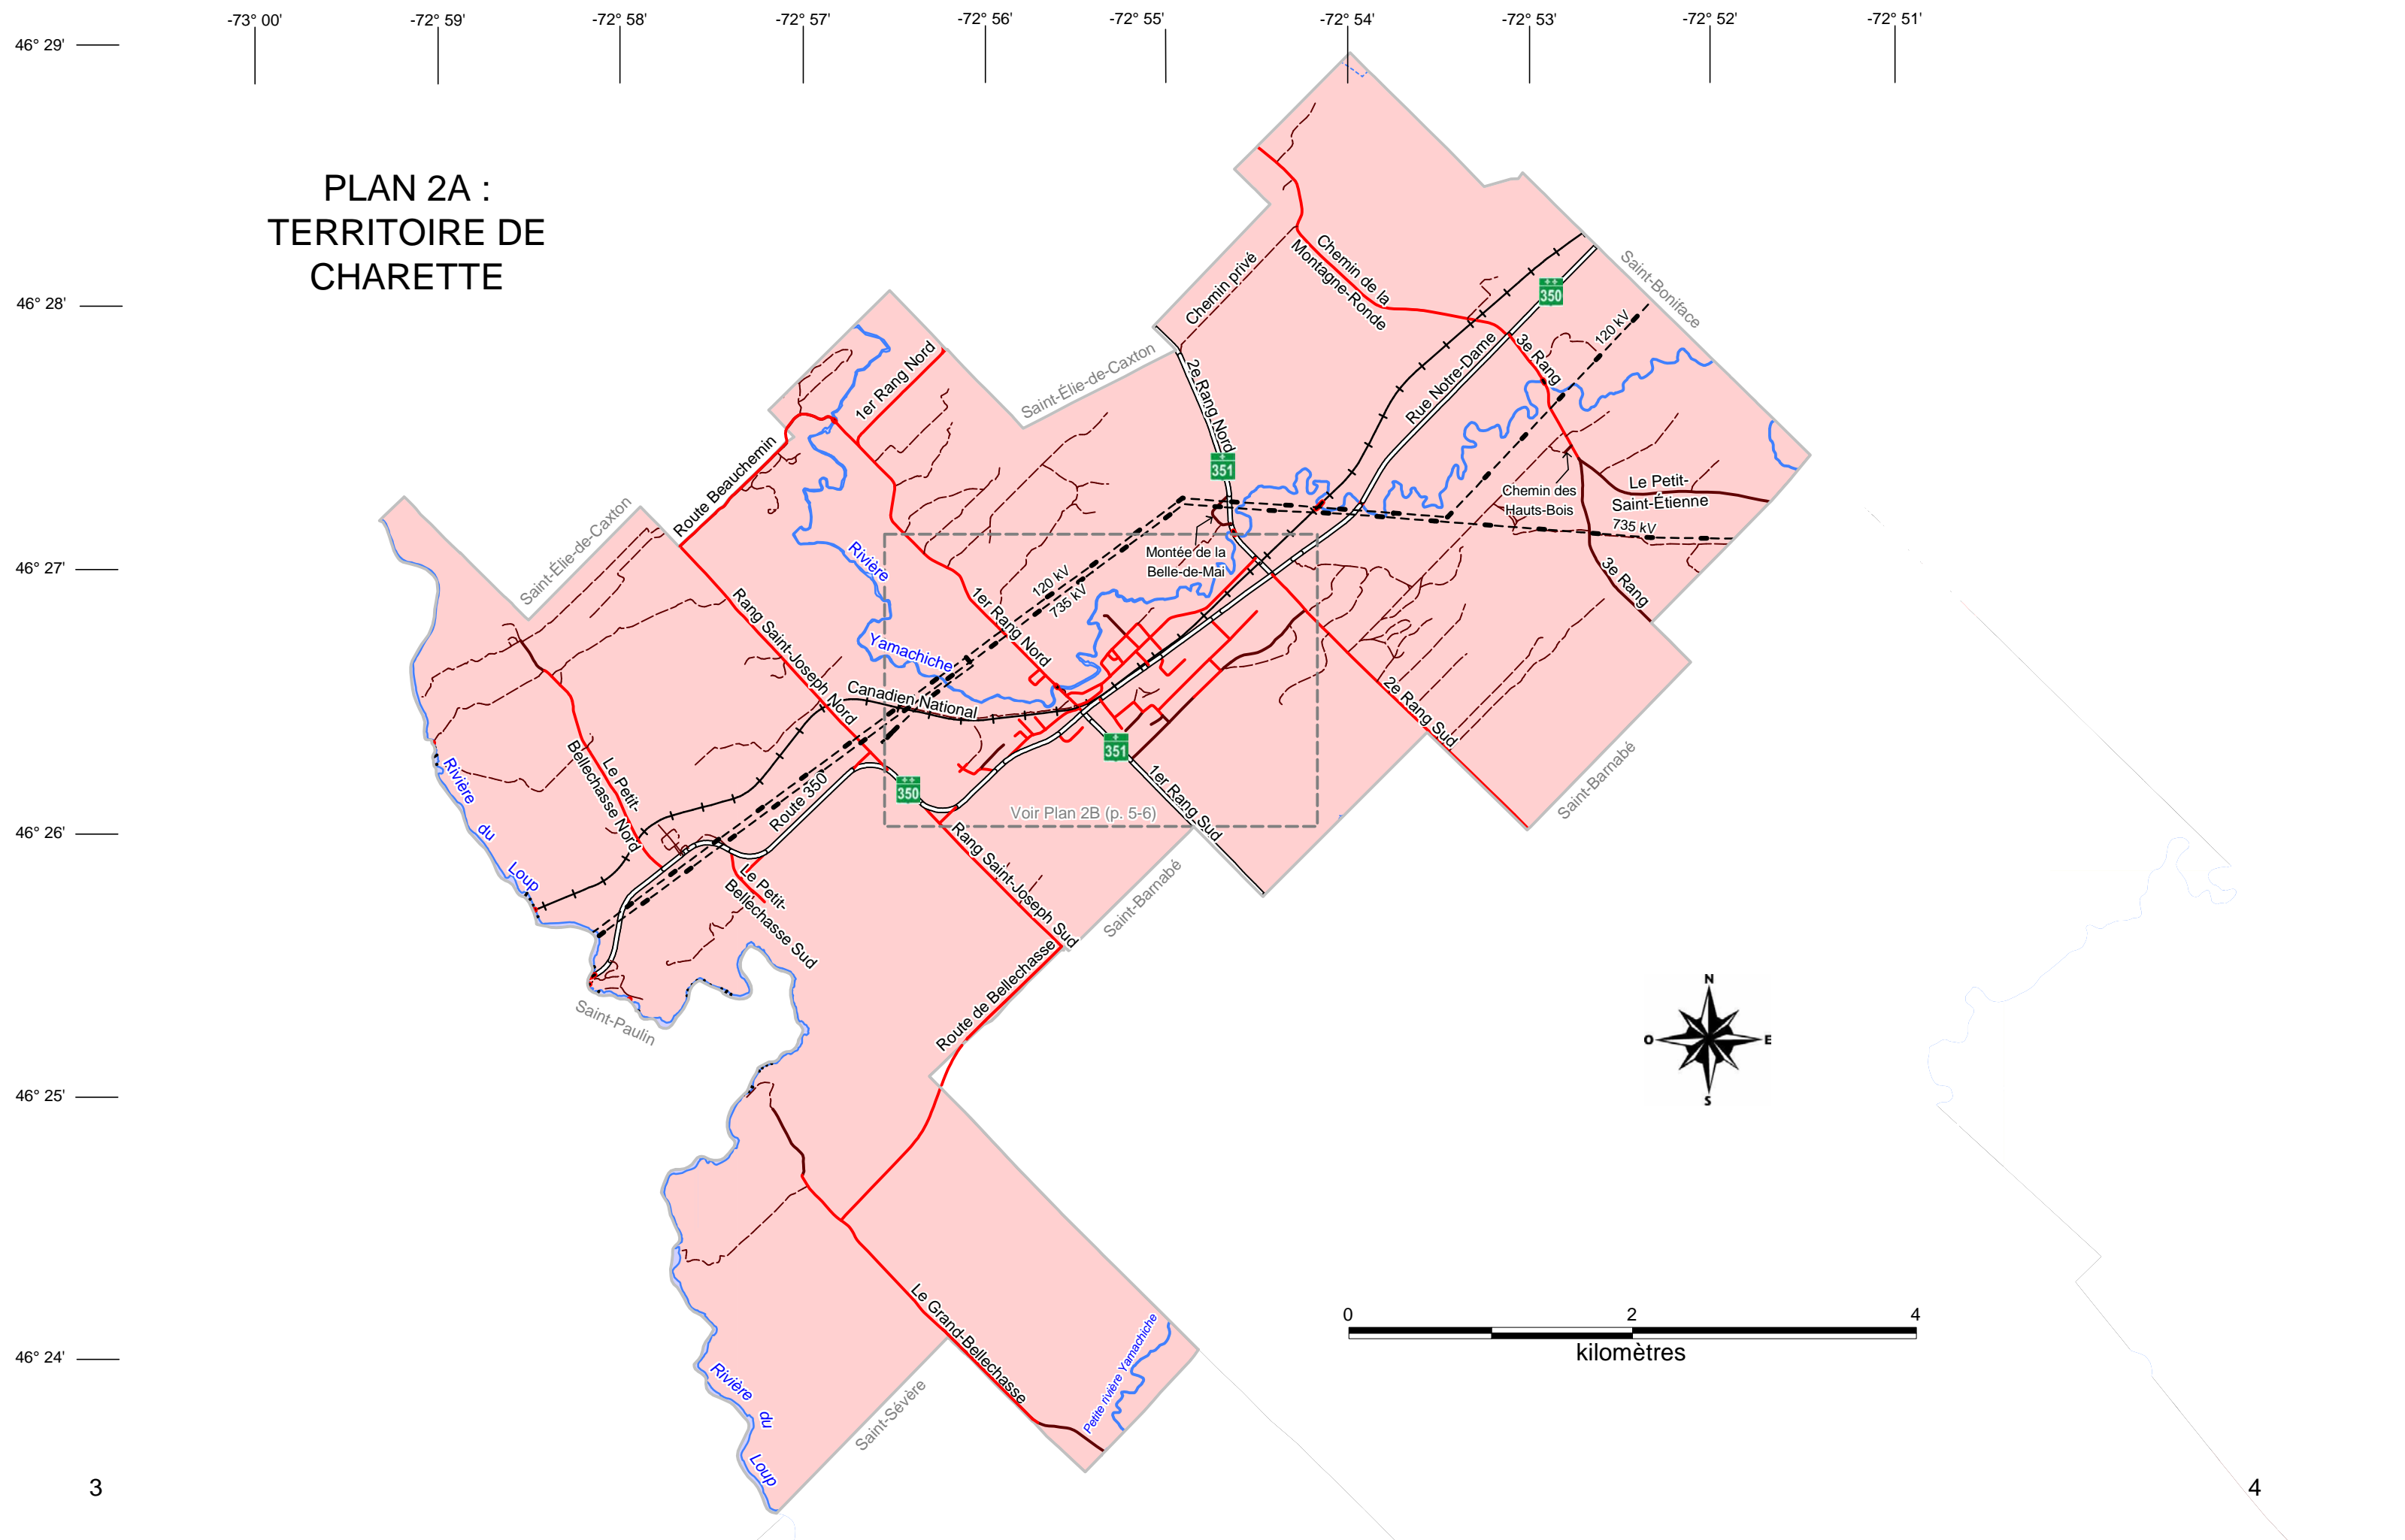 -73° 00'
-72° 59'
-72° 58'
-72° 57'
-72° 56'
-72° 55'
-72° 54'
-72° 53'
-72° 52'
-72° 51'
46° 29'
46° 28'
46° 27'
46° 26'
46° 25'
46° 24'
PLAN 2A :
TERRITOIRE DE
CHARETTE
Chemin de la
Montagne-Ronde
Chemin privé
Saint-Boniface
350
120 kV
3e Rang
Rue Notre-Dame
2e Rang Nord
351
Saint-Élie-de-Caxton
1er Rang Nord
Route Beauchemin
Saint-Élie-de-Caxton
Le Petit-
Saint-Étienne
Chemin des
Hauts-Bois
735 kV
3e Rang
Montée de la
Belle-de-Mai
Rivière
Yamachiche
120 kV
735 kV
1er Rang Nord
Rang Saint-Joseph Nord
Canadien National
2e Rang Sud
Saint-Barnabé
351
1er Rang Sud
350
Voir Plan 2B (p. 5-6)
Route 350
Le Petit-
Bellechasse Nord
Rivière
du
Loup
Le Petit-
Bellechasse Sud
Rang Saint-Joseph Sud
Saint-Barnabé
Route de Bellechasse
Saint-Paulin
N
O
E
S
0
2
4
kilomètres
Le Grand-Bellechasse
Petite rivière Yamachiche
Saint-Sévère
Rivière
du
Loup
3
4